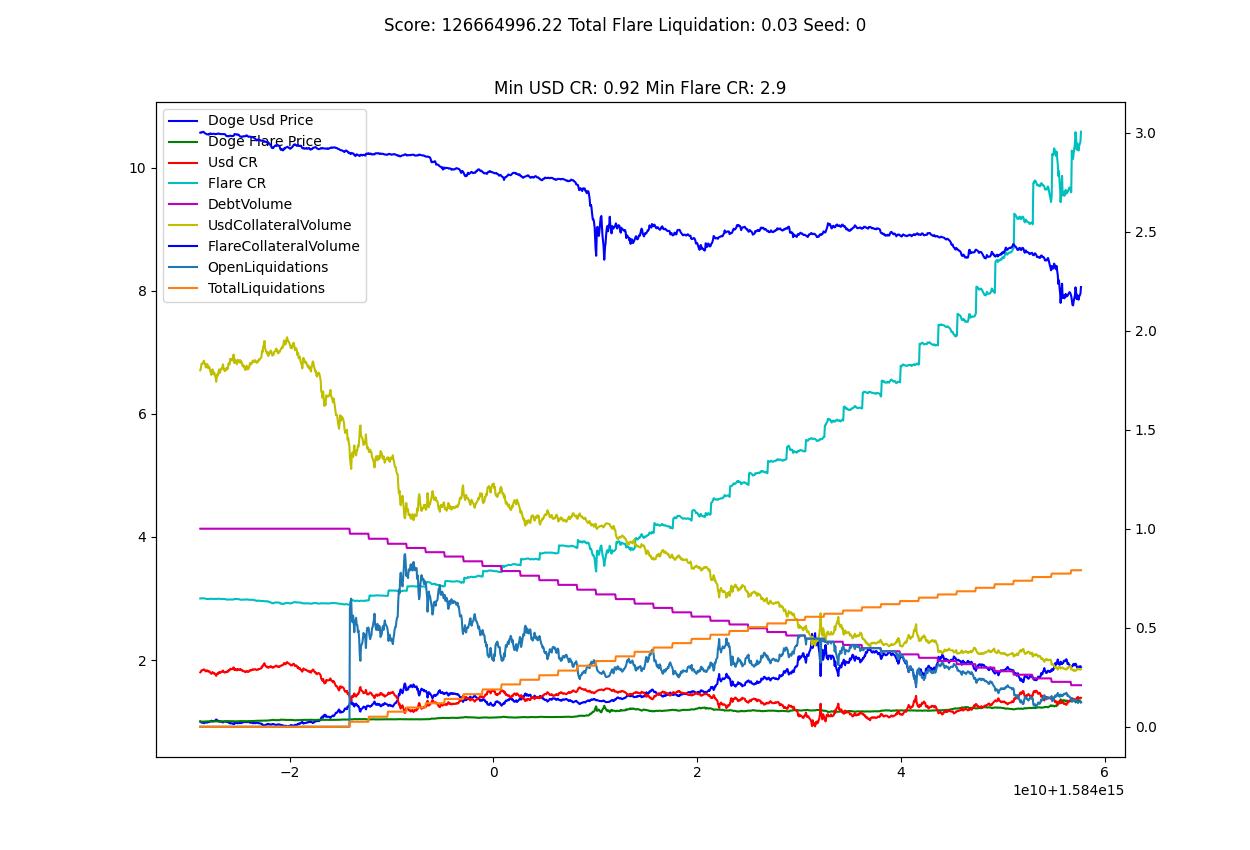 Score: 126664996.22 Total Flare Liquidation: 0.03 Seed: 0
Min USD CR: 0.92 Min Flare CR: 2.9
Doge Usd Price
Doge Flare Price
Usd CR
Flare CR
DebtVolume
UsdCollateralVolume
FlareCollateralVolume
OpenLiquidations
TotalLiquidations
10
8
6
4
2
3.0
2.5
2.0
1.5
1.0
0.5
0.0
−2
0
2
4
6
1e10+1.584e15